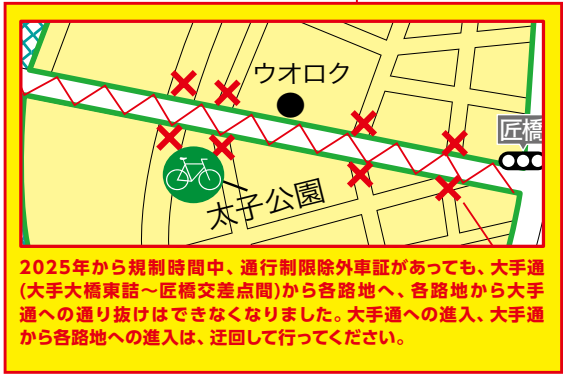 ウオロク
匠橋
太子公園
2025年から規制時間中、通行制限除外車証があっても、大手通
(大手大橋東詰～匠橋交差点間)から各路地へ、各路地から大手
通への通り抜けはできなくなりました。大手通への進入、大手通
から各路地への進入は、迂回して行ってください。